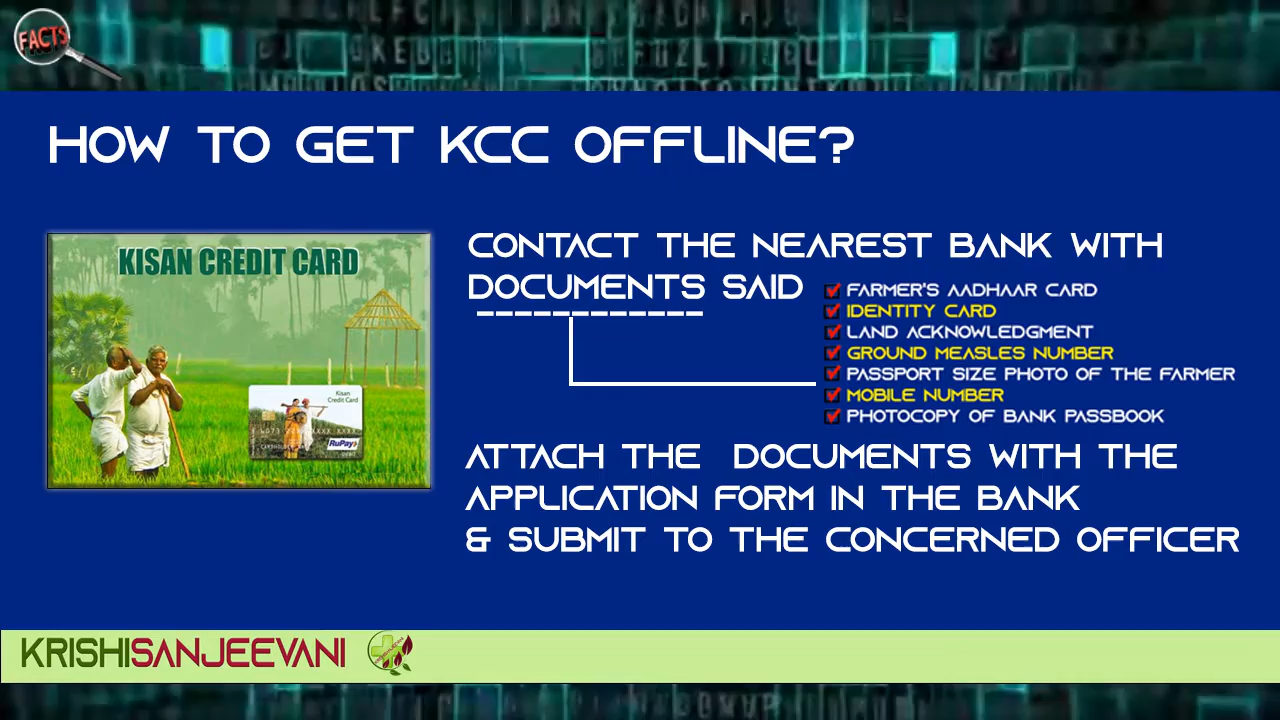 FACTS
HOW TO GET KCC OFFLINE?
KISAN CREDIT CARD
Kisan
Credit Card
RuPay
DEBIT
CONTACT THE NEAREST BANK WITH
DOCUMENTS SAID
FARMER'S AADHAAR CARD
IDENTITY CARD
LAND ACKNOWLEDGMENT
GROUND MEASLES NUMBER
PASSPORT SIZE PHOTO OF THE FARMER
MOBILE NUMBER
PHOTOCOPY OF BANK PASSBOOK
ATTACH THE DOCUMENTS WITH THE
APPLICATION FORM IN THE BANK
& SUBMIT TO THE CONCERNED OFFICER
KRISHISANJEEVANI